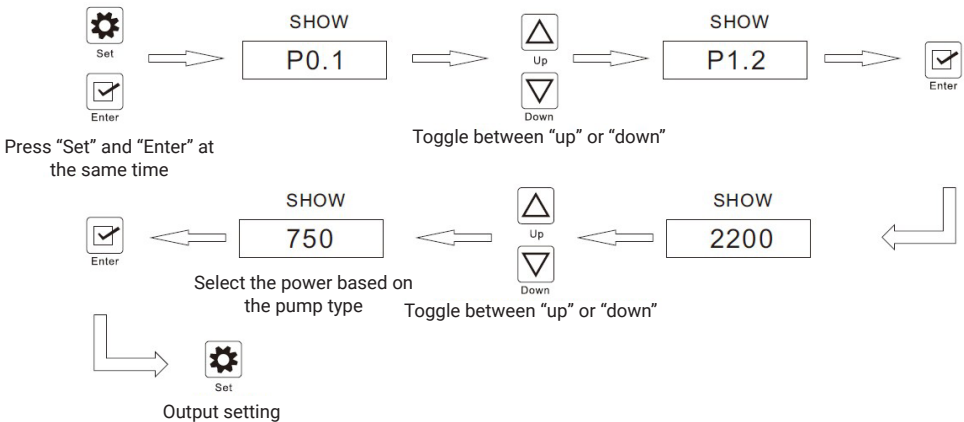 SHOW
SHOW
Set
P0.1
Up
P1.2
Enter
Enter
Down
Press “Set” and “Enter” at
the same time
Toggle between “up” or “down”
SHOW
SHOW
Enter
750
Up
2200
Select the power based on
the pump type
Down
Toggle between “up” or “down”
Set
Output setting